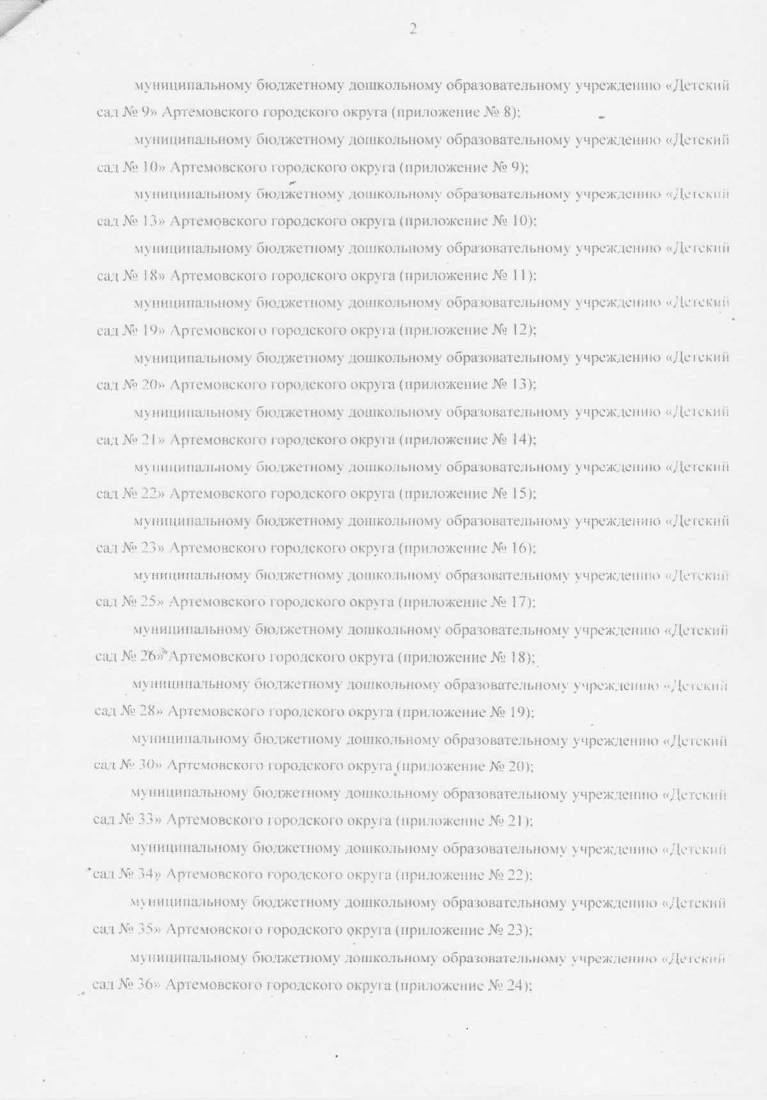 2
муниципальному бюджетному дошкольному образовательному учреждению «Детский
сад № 9» Артемовского городского округа (приложение № 8);
муниципальному бюджетному дошкольному образовательному учреждению «Детский
сад № 10» Артемовского городского округа (приложение № 9);
муниципальному бюджетному дошкольному образовательному учреждению «Детский
сад № 13» Артемовского городского округа (приложение № 10);
муниципальному бюджетному дошкольному образовательному учреждению «Детский
сад № 18» Артемовского городского округа (приложение № 11);
муниципальному бюджетному дошкольному образовательному учреждению «Детский
сад № 19» Артемовского городского округа (приложение № 12);
муниципальному бюджетному дошкольному образовательному учреждению «Детский
сад № 20» Артемовского городского округа (приложение № 13);
муниципальному бюджетному дошкольному образовательному учреждению «Детский
сад № 21» Артемовского городского округа (приложение № 14);
муниципальному бюджетному дошкольному образовательному учреждению «Детский
сад № 22» Артемовского городского округа (приложение № 15);
муниципальному бюджетному дошкольному образовательному учреждению «Детский
сад № 23» Артемовского городского округа (приложение № 16);
муниципальному бюджетному дошкольному образовательному учреждению «Детский
сад № 25» Артемовского городского округа (приложение № 17);
муниципальному бюджетному дошкольному образовательному учреждению «Детский
сад № 26» Артемовского городского округа (приложение № 18);
муниципальному бюджетному дошкольному образовательному учреждению «Детский
сад № 28» Артемовского городского округа (приложение № 19);
муниципальному бюджетному дошкольному образовательному учреждению «Детский
сад № 30» Артемовского городского округа (приложение № 20);
муниципальному бюджетному дошкольному образовательному учреждению «Детский
сад № 33» Артемовского городского округа (приложение № 21);
муниципальному бюджетному дошкольному образовательному учреждению «Детский
сад № 34» Артемовского городского округа (приложение № 22);
муниципальному бюджетному дошкольному образовательному учреждению «Детский
сад № 35» Артемовского городского округа (приложение № 23);
муниципальному бюджетному дошкольному образовательному учреждению «Детский
сад № 36» Артемовского городского округа (приложение № 24);